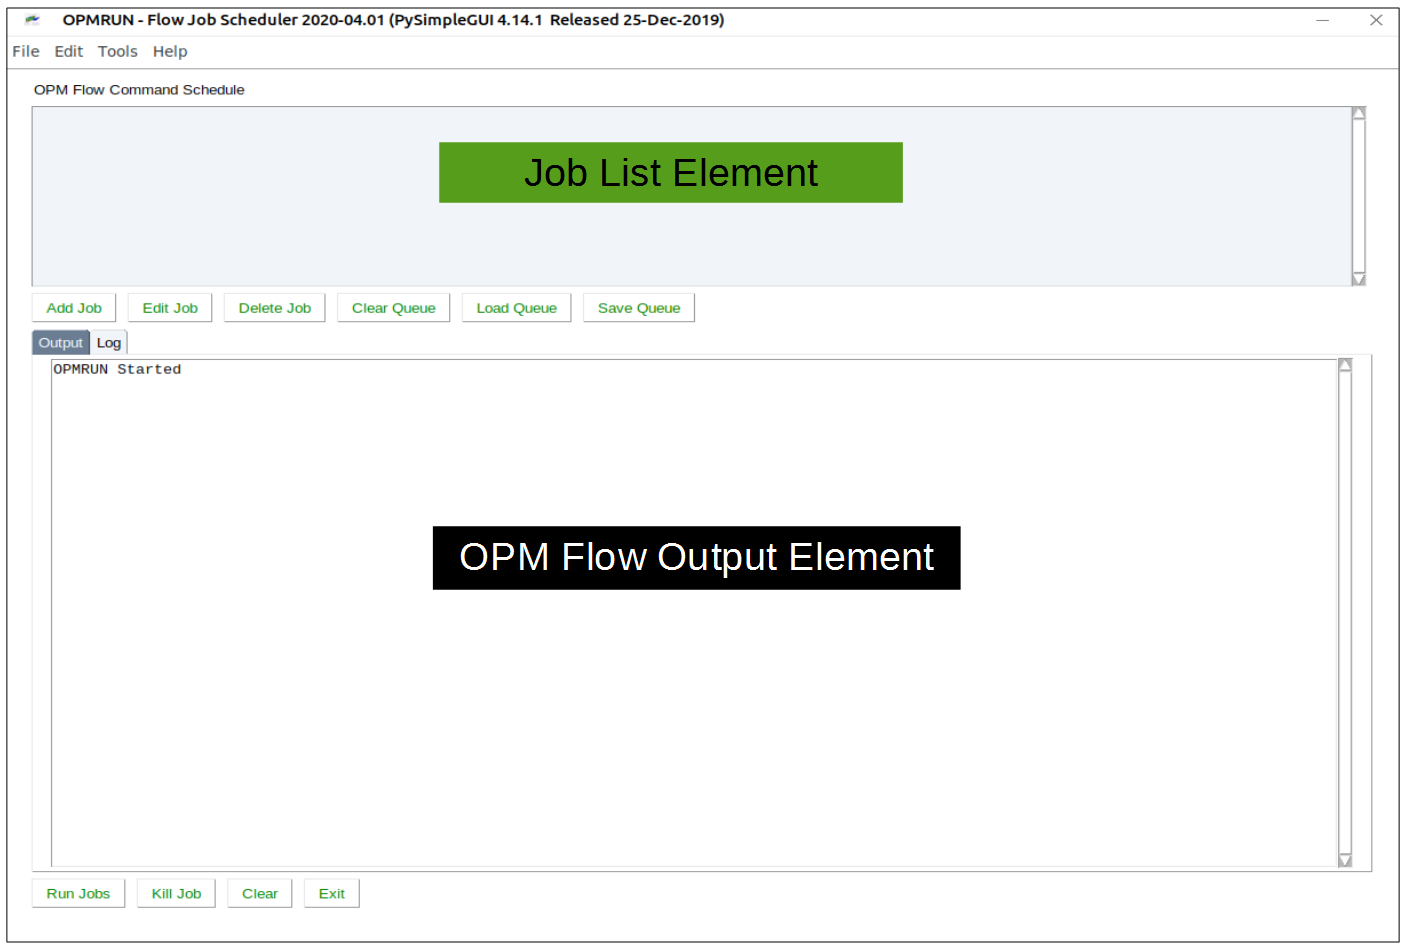 OPMRUN - Flow Job Scheduler 2020-04.01 (PySimpleGUI 4.14.1 Released 25-Dec-2019)
File Edit Tools Help
OPM Flow Command Schedule
Job List Element
Add Job Edit Job Delete Job Clear Queue Load Queue Save Queue
Output Log
OPMRUN Started
OPM Flow Output Element
Run Jobs Kill Job Clear Exit